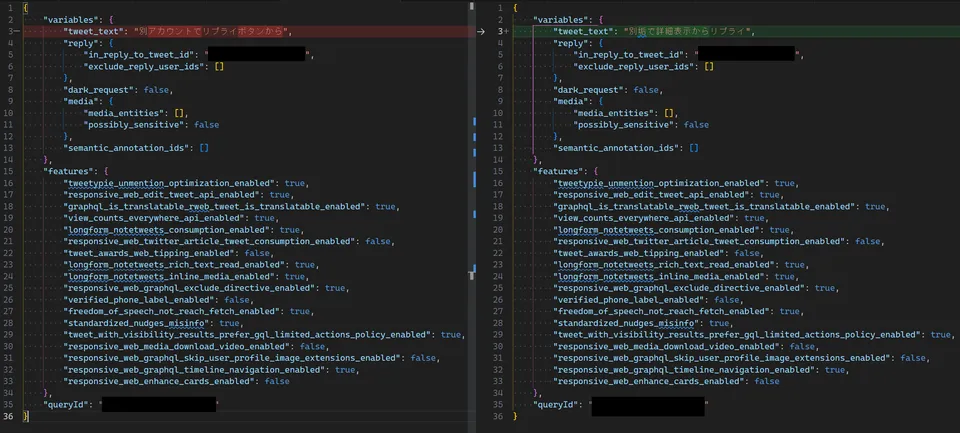 1 {
2 "variables": {
3 "tweet_text": "別アカウントでリプライボタンから",
4 "reply": {
5 "in_reply_to_tweet_id": " ",
6 "exclude_reply_user_ids": []
7 },
8 "dark_request": false,
9 "media": {
10 "media_entities": [],
11 "possibly_sensitive": false
12 },
13 "semantic_annotation_ids": []
14 },
15 "features": {
16 "tweetypie_unmention_optimization_enabled": true,
17 "responsive_web_edit_tweet_api_enabled": true,
18 "graphql_is_translatable_rweb_tweet_is_translatable_enabled": true,
19 "view_counts_everywhere_api_enabled": true,
20 "longform_notetweets_consumption_enabled": true,
21 "responsive_web_twitter_article_tweet_consumption_enabled": false,
22 "tweet_awards_web_tipping_enabled": false,
23 "longform_notetweets_rich_text_read_enabled": true,
24 "longform_notetweets_inline_media_enabled": true,
25 "responsive_web_graphql_exclude_directive_enabled": true,
26 "verified_phone_label_enabled": false,
27 "freedom_of_speech_not_reach_fetch_enabled": true,
28 "standardized_nudges_misinfo": true,
29 "tweet_with_visibility_results_prefer_gql_limited_actions_policy_enabled": true,
30 "responsive_web_media_download_video_enabled": false,
31 "responsive_web_graphql_skip_user_profile_image_extensions_enabled": false,
32 "responsive_web_graphql_timeline_navigation_enabled": true,
33 "responsive_web_enhance_cards_enabled": false
34 },
35 "queryId": " "
36 }
1 {
2 "variables": {
3+ "tweet_text": "別垢で詳細表示からリプライ",
4 "reply": {
5 "in_reply_to_tweet_id": " ",
6 "exclude_reply_user_ids": []
7 },
8 "dark_request": false,
9 "media": {
10 "media_entities": [],
11 "possibly_sensitive": false
12 },
13 "semantic_annotation_ids": []
14 },
15 "features": {
16 "tweetypie_unmention_optimization_enabled": true,
17 "responsive_web_edit_tweet_api_enabled": true,
18 "graphql_is_translatable_rweb_tweet_is_translatable_enabled": true,
19 "view_counts_everywhere_api_enabled": true,
20 "longform_notetweets_consumption_enabled": true,
21 "responsive_web_twitter_article_tweet_consumption_enabled": false,
22 "tweet_awards_web_tipping_enabled": false,
23 "longform_notetweets_rich_text_read_enabled": true,
24 "longform_notetweets_inline_media_enabled": true,
25 "responsive_web_graphql_exclude_directive_enabled": true,
26 "verified_phone_label_enabled": false,
27 "freedom_of_speech_not_reach_fetch_enabled": true,
28 "standardized_nudges_misinfo": true,
29 "tweet_with_visibility_results_prefer_gql_limited_actions_policy_enabled": true,
30 "responsive_web_media_download_video_enabled": false,
31 "responsive_web_graphql_skip_user_profile_image_extensions_enabled": false,
32 "responsive_web_graphql_timeline_navigation_enabled": true,
33 "responsive_web_enhance_cards_enabled": false
34 },
35 "queryId": " "
36 }